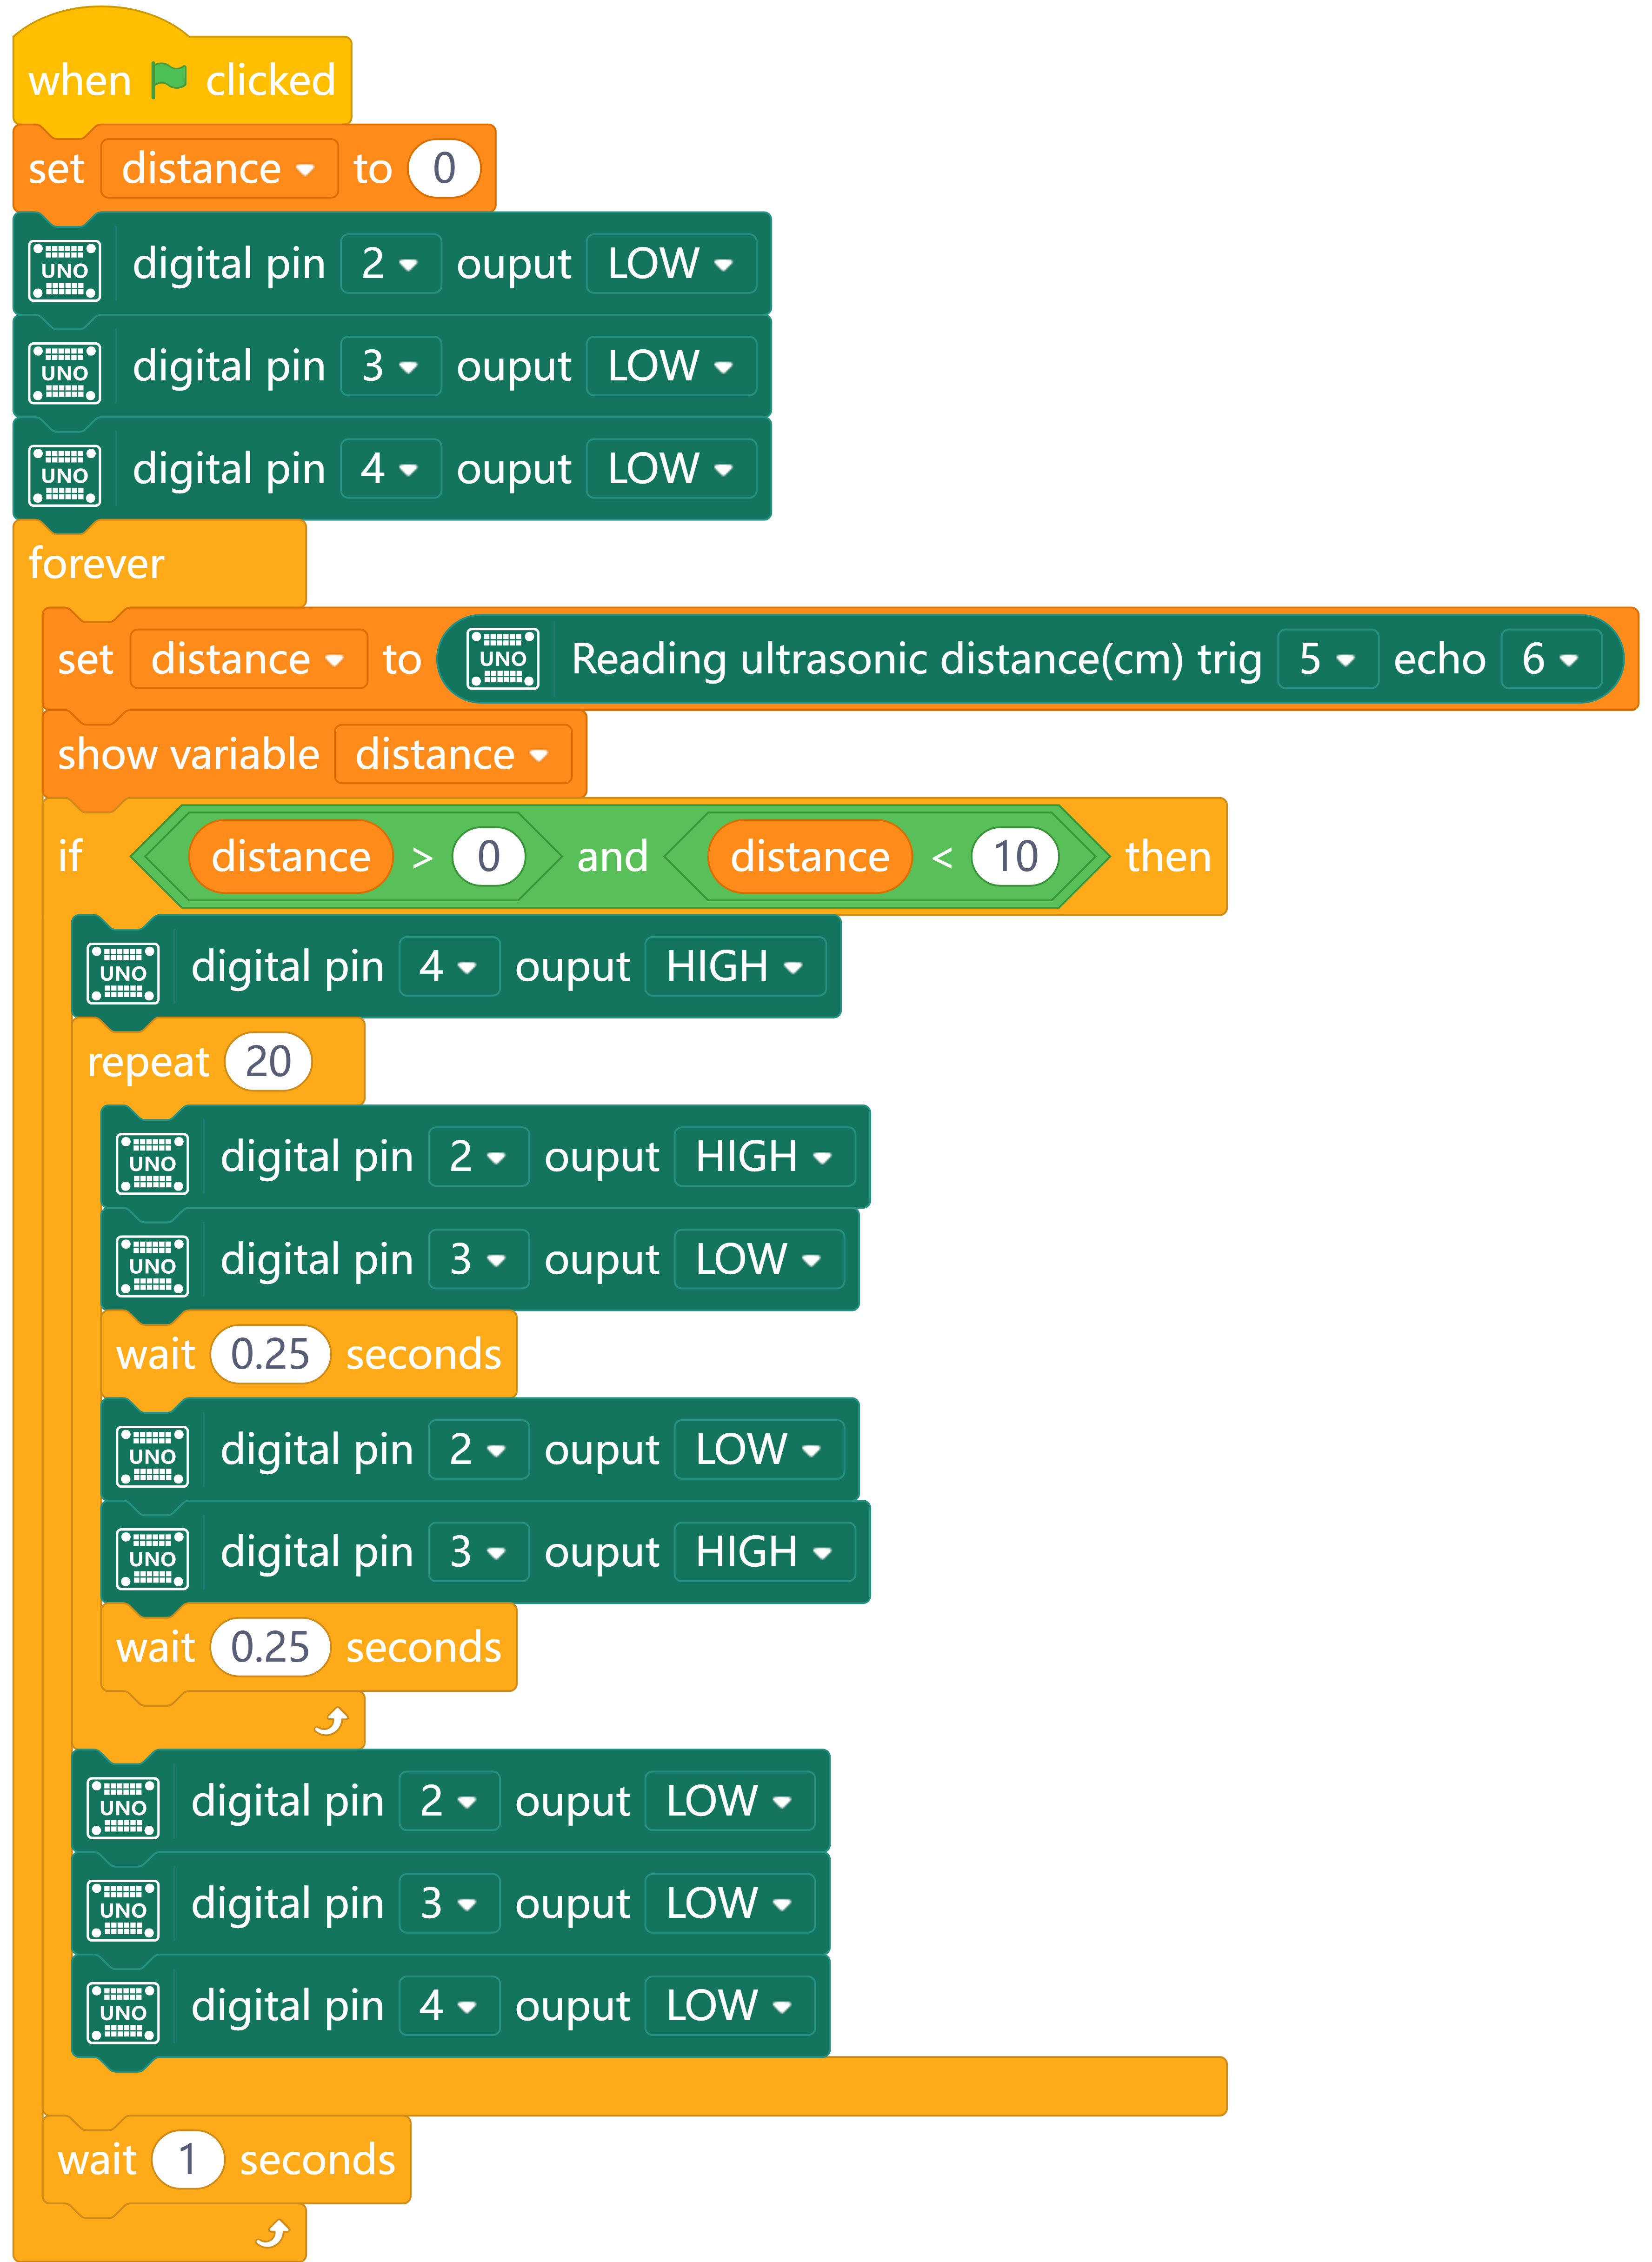 when clicked
set distance to 0
UNO digital pin 2 ouput LOW
UNO digital pin 3 ouput LOW
UNO digital pin 4 ouput LOW
forever
set distance to UNO Reading ultrasonic distance(cm) trig 5 echo 6
show variable distance
if distance > 0 and distance < 10 then
UNO digital pin 4 ouput HIGH
repeat 20
UNO digital pin 2 ouput HIGH
UNO digital pin 3 ouput LOW
wait 0.25 seconds
UNO digital pin 2 ouput LOW
UNO digital pin 3 ouput HIGH
wait 0.25 seconds
UNO digital pin 2 ouput LOW
UNO digital pin 3 ouput LOW
UNO digital pin 4 ouput LOW
wait 1 seconds